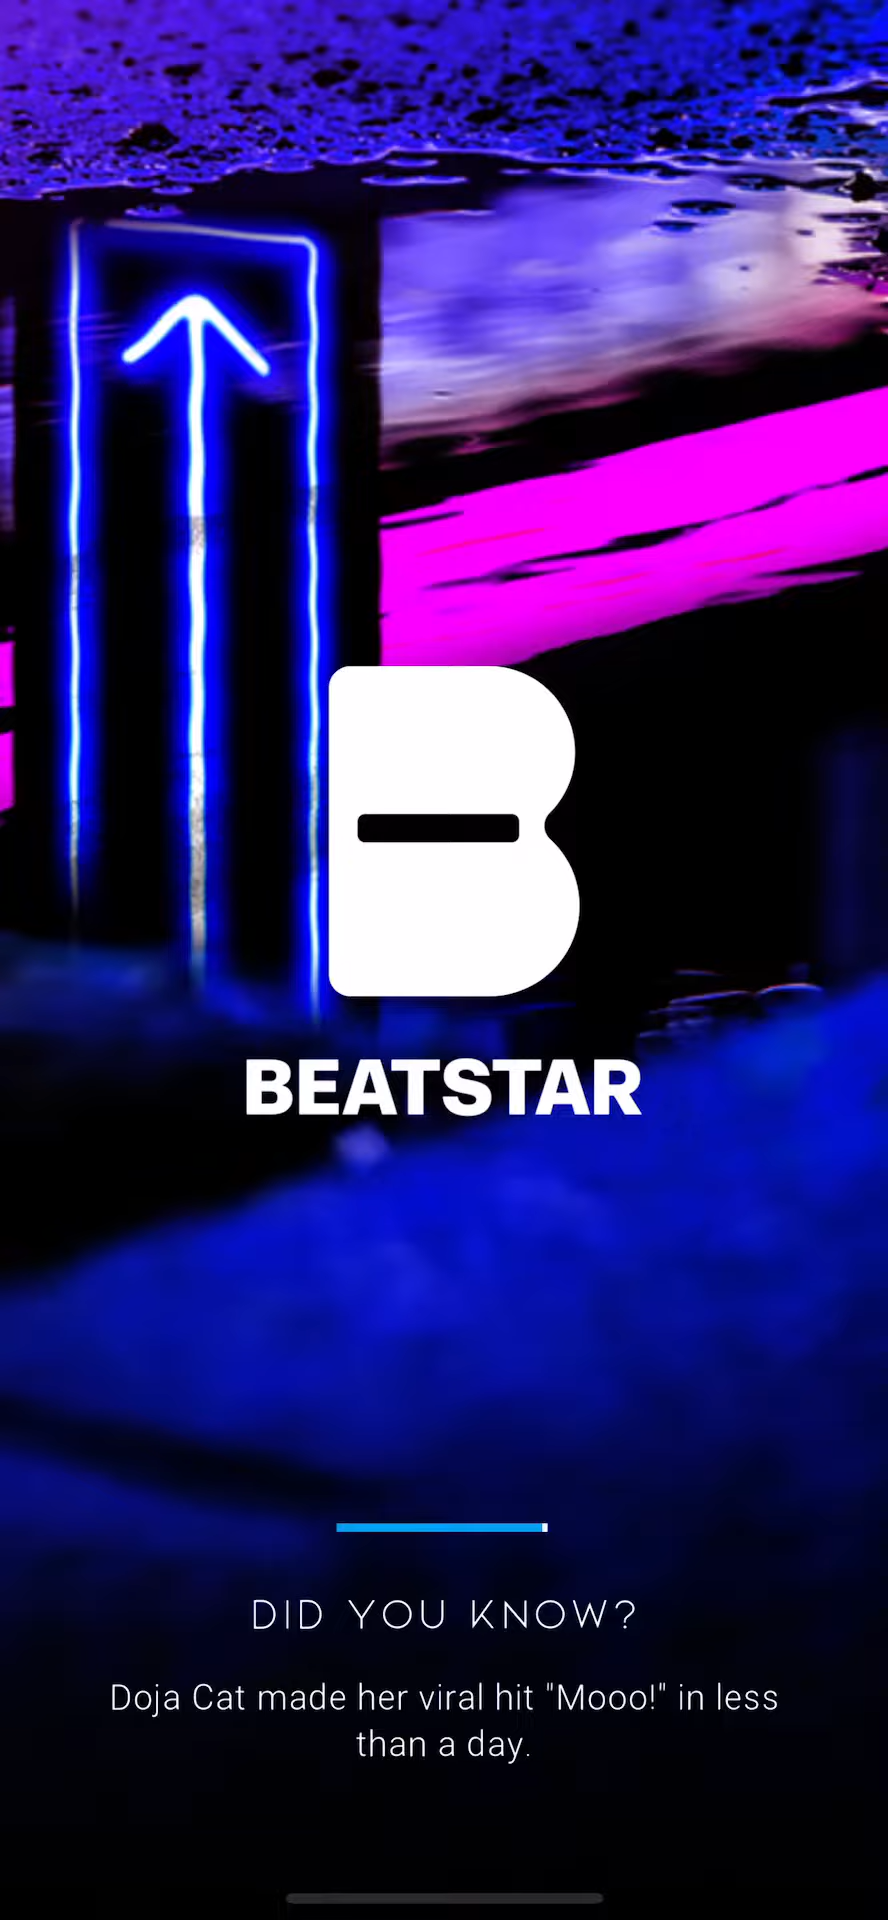 BEATSTAR
DID YOU KNOW?
Doja Cat made her viral hit "Mooo!" in less
than a day.